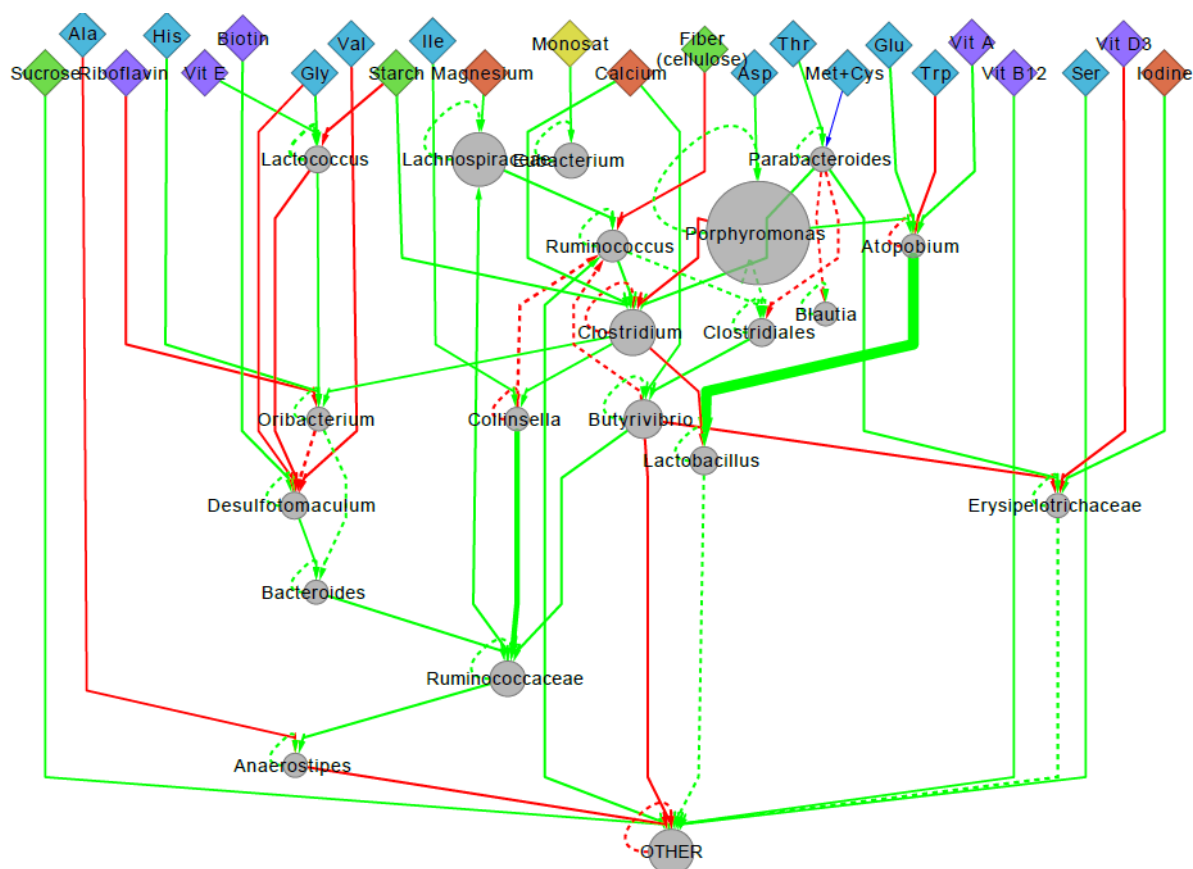 Ala
His
Biotin
Val
Ile
Monosat
Fiber
(cellulose)
Thr
Glu
Vit A
Vit D3
Sucrose
Riboflavin
Vit E
Gly
Starch
Magnesium
Calcium
Asp
Met+Cys
Trp
Vit B12
Ser
Iodine
Lactococcus
Lachnospiraceae
Eubacterium
Parabacteroides
Ruminococcus
Porphyromonas
Atopobium
Clostridium
Clostridiales
Blautia
Oribacterium
Collinsella
Butyrivibrio
Lactobacillus
Desulfotomaculum
Erysipelotrichaceae
Bacteroides
Ruminococcaceae
Anaerostipes
OTHER